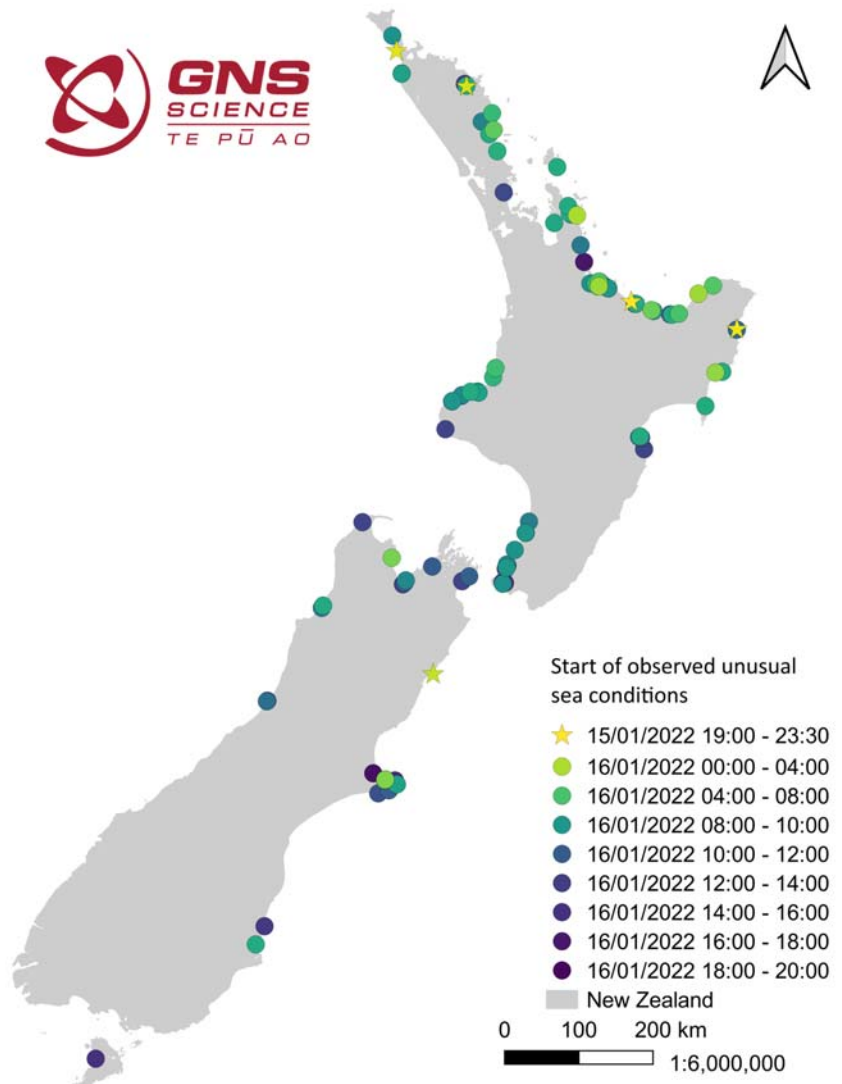 GNS
SCIENCE
TE PŪ AO
Start of observed unusual
sea conditions
15/01/2022 19:00 - 23:30
16/01/2022 00:00 - 04:00
16/01/2022 04:00 - 08:00
16/01/2022 08:00 - 10:00
16/01/2022 10:00 - 12:00
16/01/2022 12:00 - 14:00
16/01/2022 14:00 - 16:00
16/01/2022 16:00 - 18:00
16/01/2022 18:00 - 20:00
New Zealand
0 100 200 km
1:6,000,000